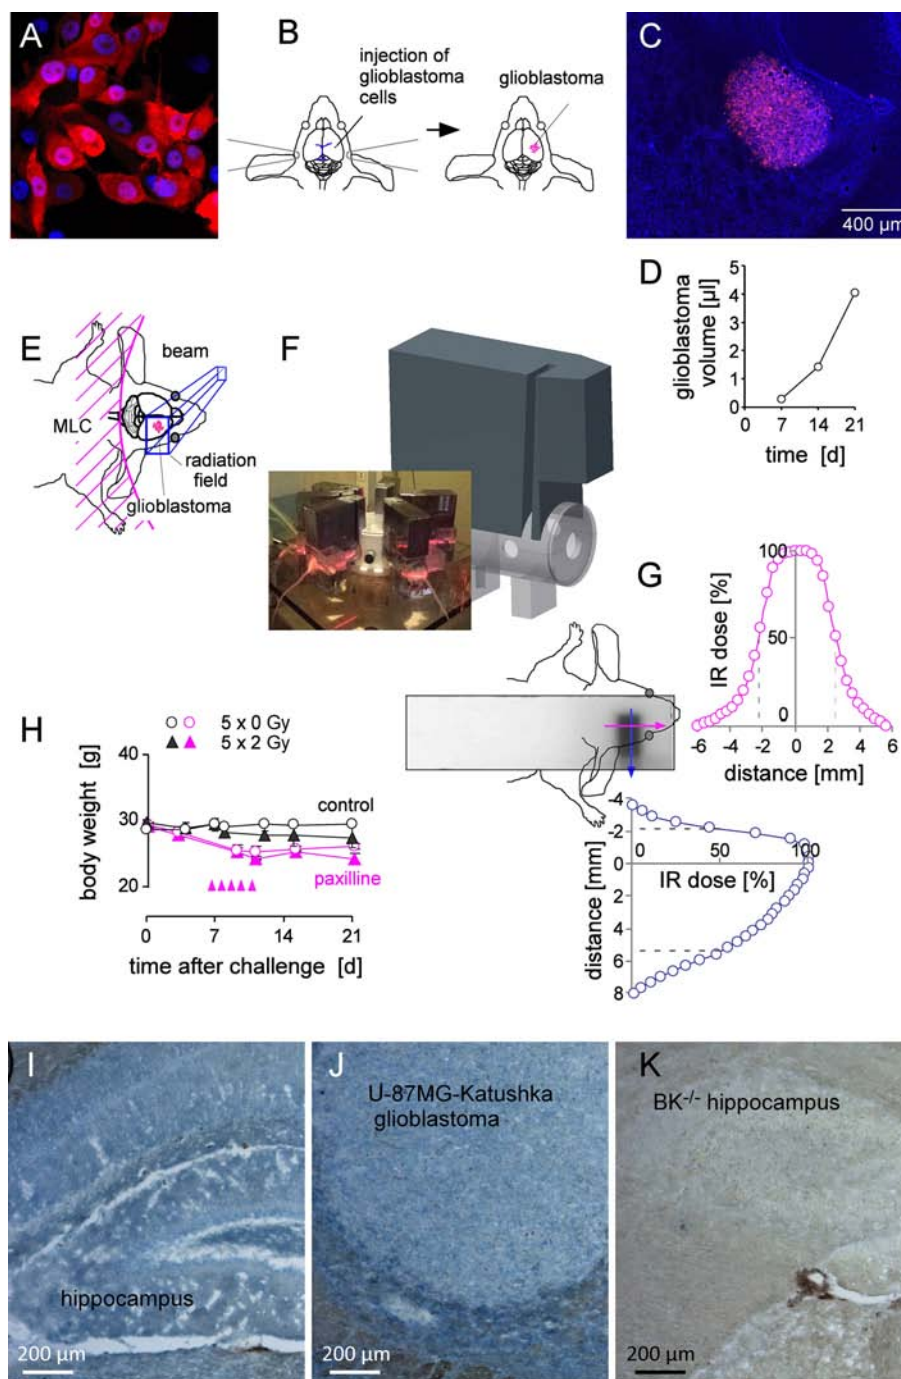 A
B
injection of
glioblastoma
cells
glioblastoma
C
400 µm
D
glioblastoma
volume [µl]
5
4
3
2
1
0
0 7 14 21
time [d]
E
beam
MLC
radiation
field
glioblastoma
F
G
IR dose [%]
100
50
0
-6 -4 -2 0 2 4 6
distance [mm]
H
5 x 0 Gy
5 x 2 Gy
body weight [g]
40
30
20
control
paxilline
0 7 14 21
time after challenge [d]
distance [mm]
-4
-2
0
2
4
6
8
0 50 100
IR dose [%]
I
hippocampus
200 µm
J
U-87MG-Katushka
glioblastoma
200 µm
K
BK-/- hippocampus
200 µm